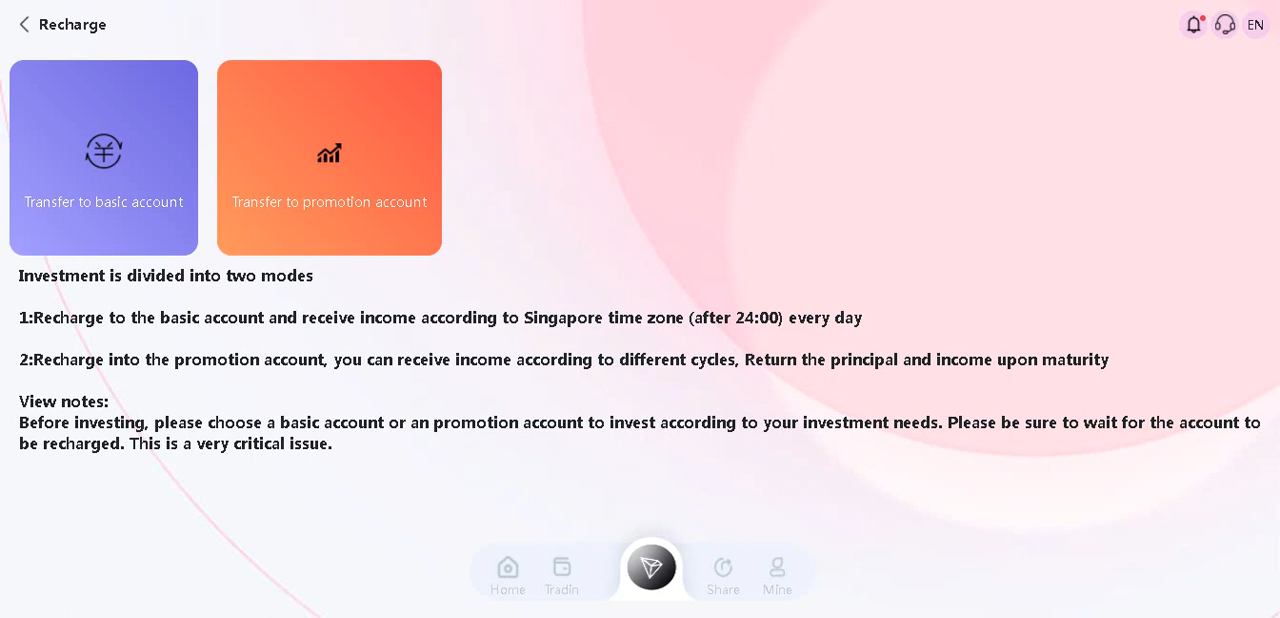 Recharge
EN
Transfer to basic account
Transfer to promotion account
Investment is divided into two modes
1:Recharge to the basic account and receive income according to Singapore time zone (after 24:00) every day
2:Recharge into the promotion account, you can receive income according to different cycles, Return the principal and income upon maturity
View notes:
Before investing, please choose a basic account or an promotion account to invest according to your investment needs. Please be sure to wait for the account to
be recharged. This is a very critical issue.
Home
Tradin
Share
Mine